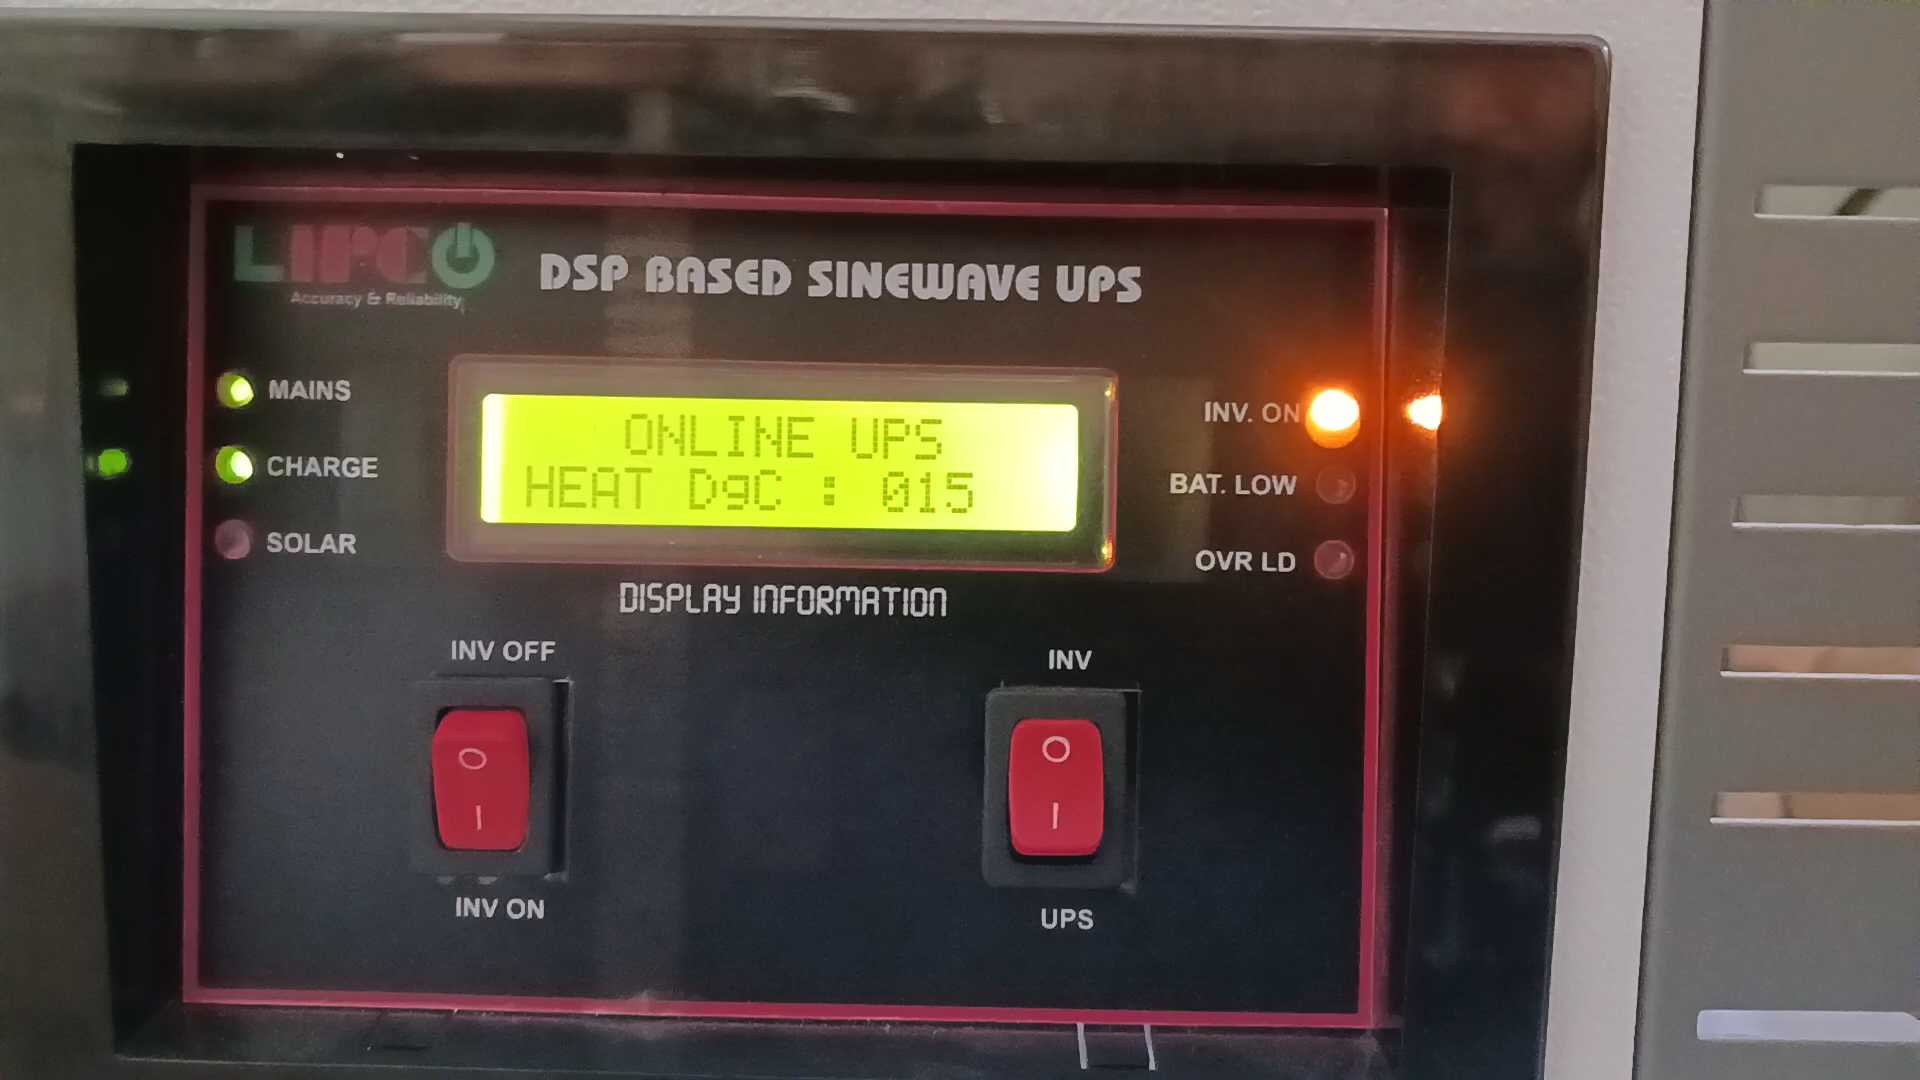 LIPCO
Accuracy & Reliability
DSP BASED SINEWAVE UPS
MAINS
CHARGE
SOLAR
ONLINE UPS
HEAT DgC : 015
INV. ON
BAT. LOW
OVR LD
DISPLAY INFORMATION
INV OFF
O
I
INV ON
INV
O
I
UPS